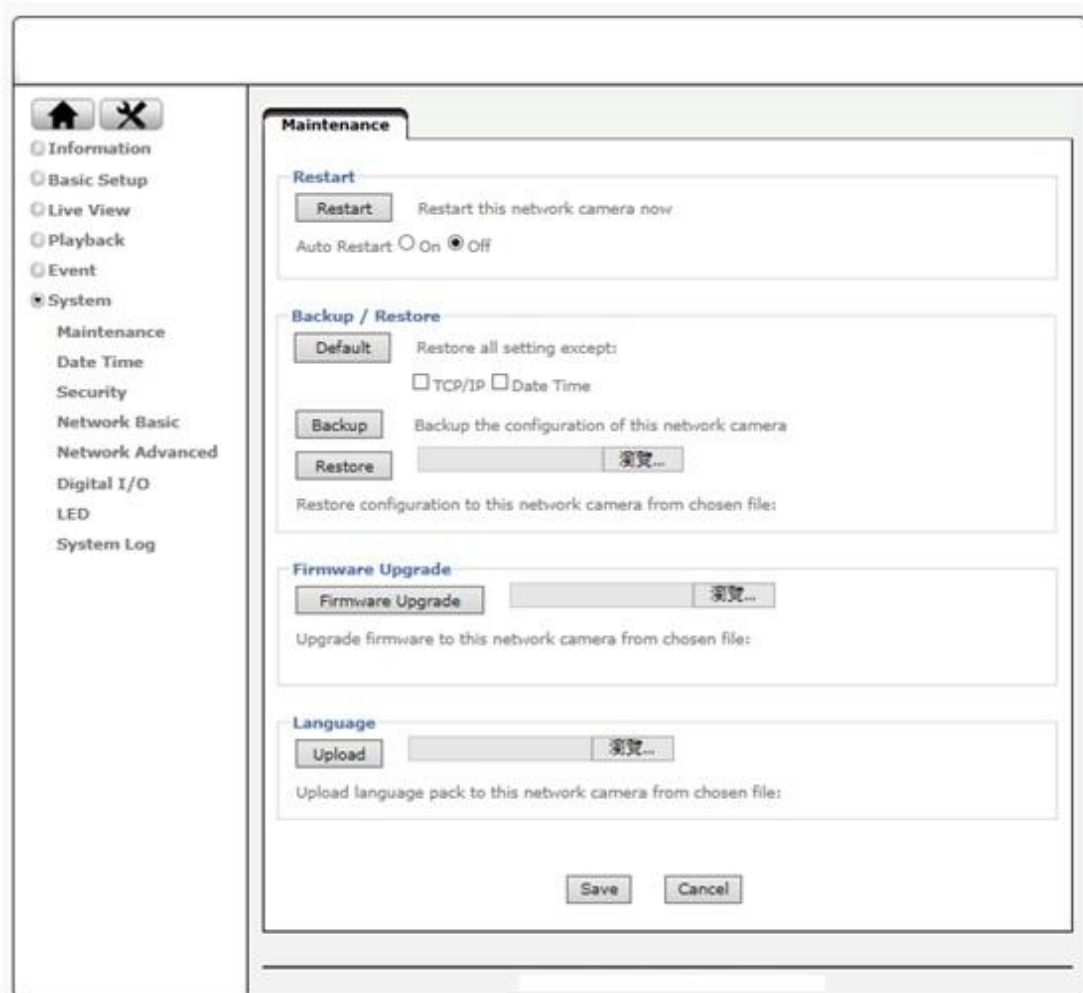 Information
Basic Setup
Live View
Playback
Event
System
Maintenance
Date Time
Security
Network Basic
Network Advanced
Digital I/O
LED
System Log
Maintenance
Restart
Restart Restart this network camera now
Auto Restart On Off
Backup / Restore
Default Restore all setting except:
TCP/IP Date Time
Backup Backup the configuration of this network camera
Restore 瀏覽...
Restore configuration to this network camera from chosen file:
Firmware Upgrade
Firmware Upgrade 瀏覽...
Upgrade firmware to this network camera from chosen file:
Language
Upload 瀏覽...
Upload language pack to this network camera from chosen file:
Save Cancel